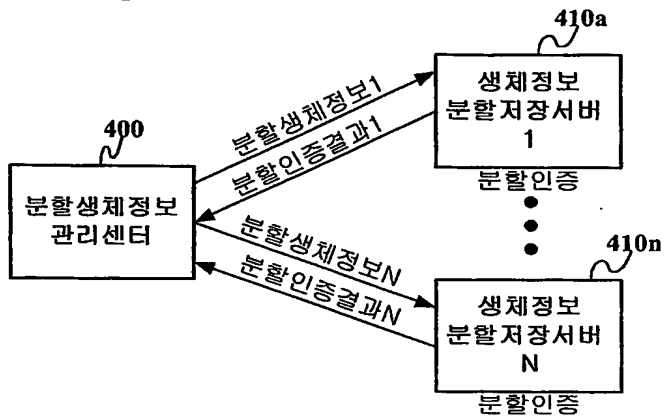 410a
생체정보
분할저장서버
1
분할인증
분할생체정보1
분할인증결과1
400
분할생체정보
관리센터
분할생체정보N
분할인증결과N
410n
생체정보
분할저장서버
N
분할인증